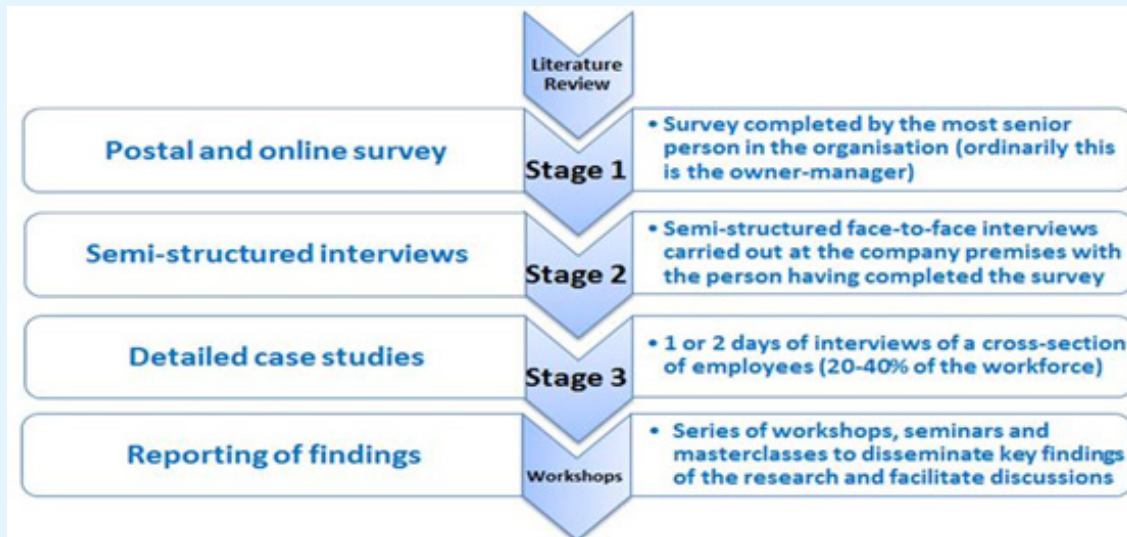 Literature
Review
Postal and online survey
Stage 1
• Survey completed by the most senior
person in the organisation (ordinarily this
is the owner-manager)
Semi-structured interviews
Stage 2
• Semi-structured face-to-face interviews
carried out at the company premises with
the person having completed the survey
Detailed case studies
Stage 3
• 1 or 2 days of interviews of a cross-section
of employees (20-40% of the workforce)
Reporting of findings
Workshops
• Series of workshops, seminars and
masterclasses to disseminate key findings
of the research and facilitate discussions